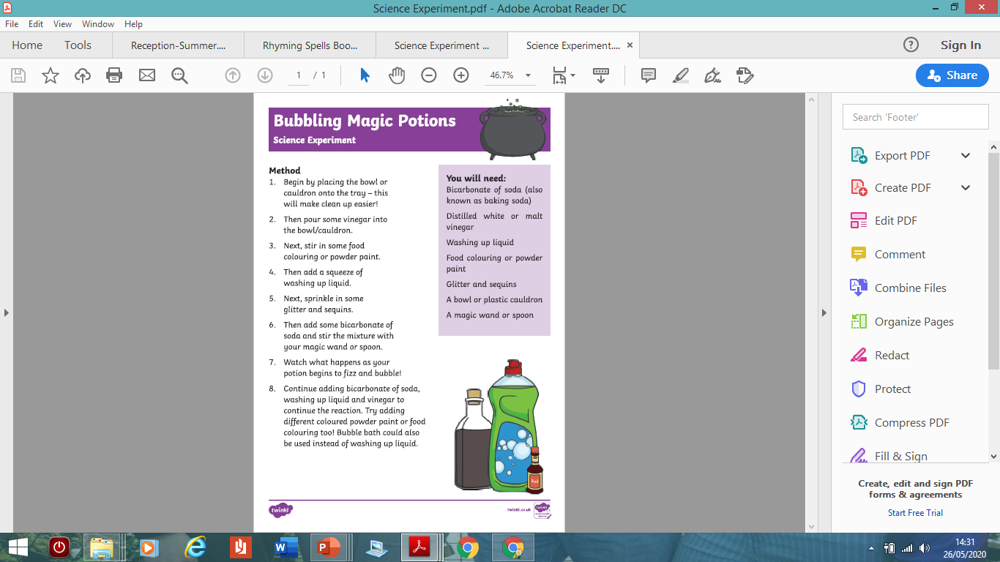 Science Experiment.pdf - Adobe Acrobat Reader DC
File Edit View Window Help
Home Tools Reception-Summer.... Rhyming Spells Boo... Science Experiment ... Science Experiment.... × Sign In
1 / 1 46.7% Share
Bubbling Magic Potions
Science Experiment
Method
1. Begin by placing the bowl or
cauldron onto the tray – this
will make clean up easier!
2. Then pour some vinegar into
the bowl/cauldron.
3. Next, stir in some food
colouring or powder paint.
4. Then add a squeeze of
washing up liquid.
5. Next, sprinkle in some
glitter and sequins.
6. Then add some bicarbonate of
soda and stir the mixture with
your magic wand or spoon.
7. Watch what happens as your
potion begins to fizz and bubble!
8. Continue adding bicarbonate of soda,
washing up liquid and vinegar to
continue the reaction. Try adding
different coloured powder paint or food
colouring too! Bubble bath could also
be used instead of washing up liquid.
You will need:
Bicarbonate of soda (also
known as baking soda)
Distilled white or malt
vinegar
Washing up liquid
Food colouring or powder
paint
Glitter and sequins
A bowl or plastic cauldron
A magic wand or spoon
Red
twinkl
twinkl.co.uk
twinkl
Search 'Footer'
Export PDF
Create PDF
Edit PDF
Comment
Combine Files
Organize Pages
Redact
Protect
Compress PDF
Fill & Sign
Create, edit and sign PDF
forms & agreements
Start Free Trial
14:31
26/05/2020